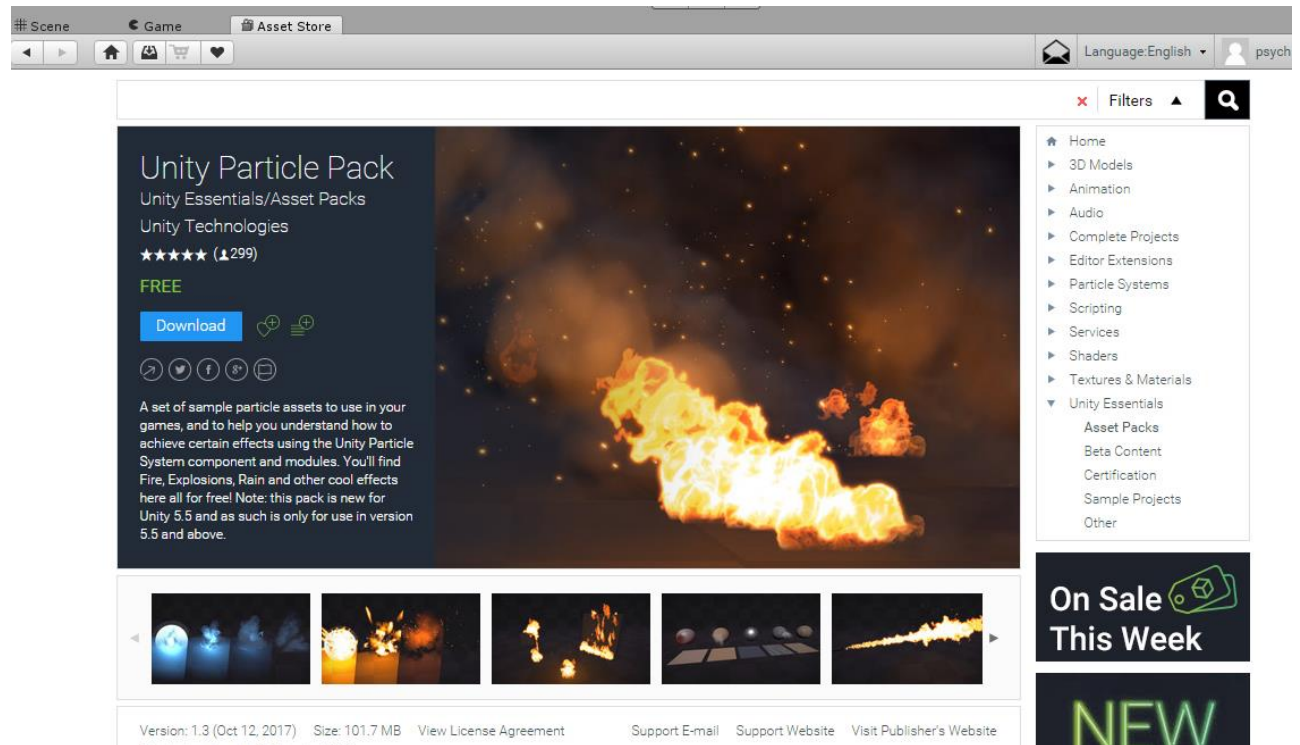 Scene
Game
Asset Store
Language:English
psych
Filters
Unity Particle Pack
Unity Essentials/Asset Packs
Unity Technologies
★★★★★ (299)
FREE
Download
A set of sample particle assets to use in your
games, and to help you understand how to
achieve certain effects using the Unity Particle
System component and modules. You'll find
Fire, Explosions, Rain and other cool effects
here all for free! Note: this pack is new for
Unity 5.5 and as such is only for use in version
5.5 and above.
Home
3D Models
Animation
Audio
Complete Projects
Editor Extensions
Particle Systems
Scripting
Services
Shaders
Textures & Materials
Unity Essentials
Asset Packs
Beta Content
Certification
Sample Projects
Other
On Sale
This Week
NEW
Version: 1.3 (Oct 12, 2017) Size: 101.7 MB View License Agreement Support E-mail Support Website Visit Publisher's Website